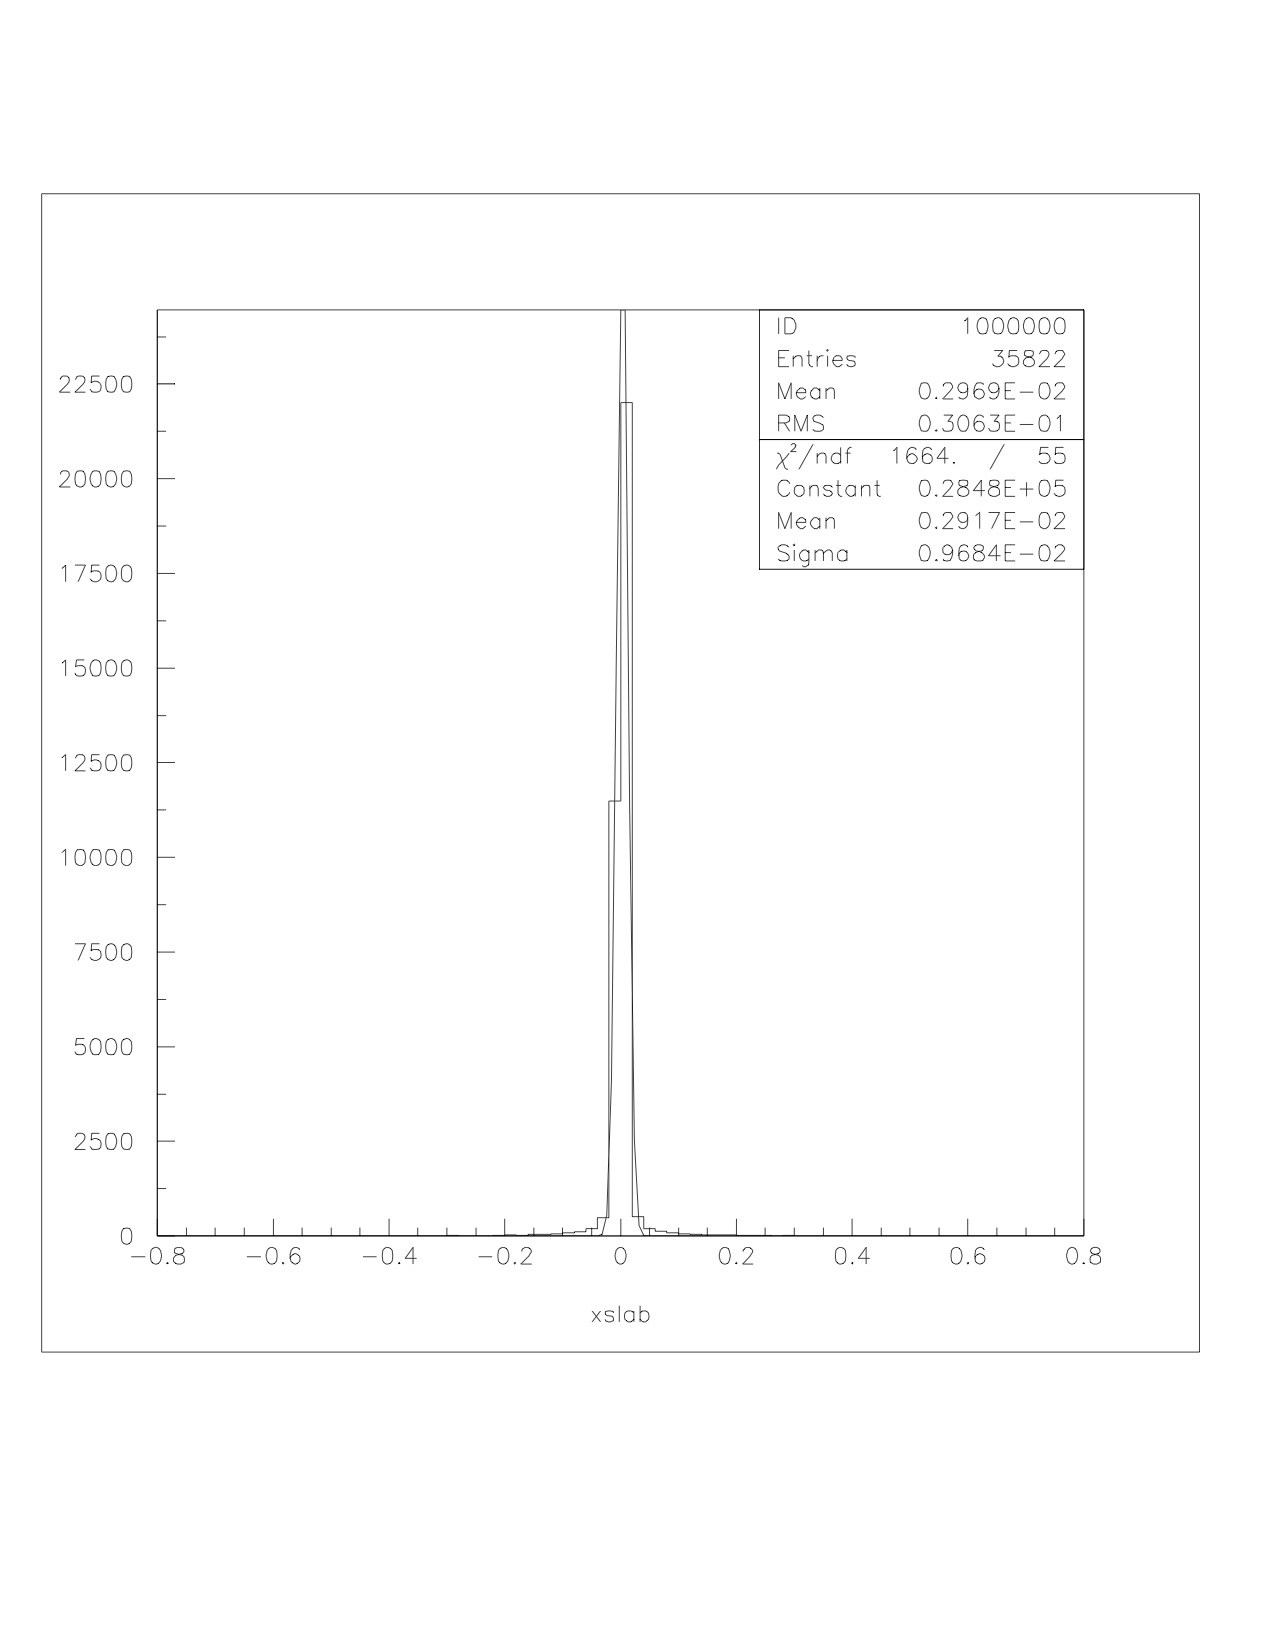 ID 1000000
Entries 35822
Mean 0.2969E−02
RMS 0.3063E−01
χ²/ndf 1664. / 55
Constant 0.2848E+05
Mean 0.2917E−02
Sigma 0.9684E−02
22500
20000
17500
15000
12500
10000
7500
5000
2500
0
−0.8 −0.6 −0.4 −0.2 0 0.2 0.4 0.6 0.8
xslab